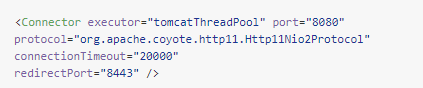 <Connector executor="tomcatThreadPool" port="8080"
protocol="org.apache.coyote.http11.Http11Nio2Protocol"
connectionTimeout="20000"
redirectPort="8443" />